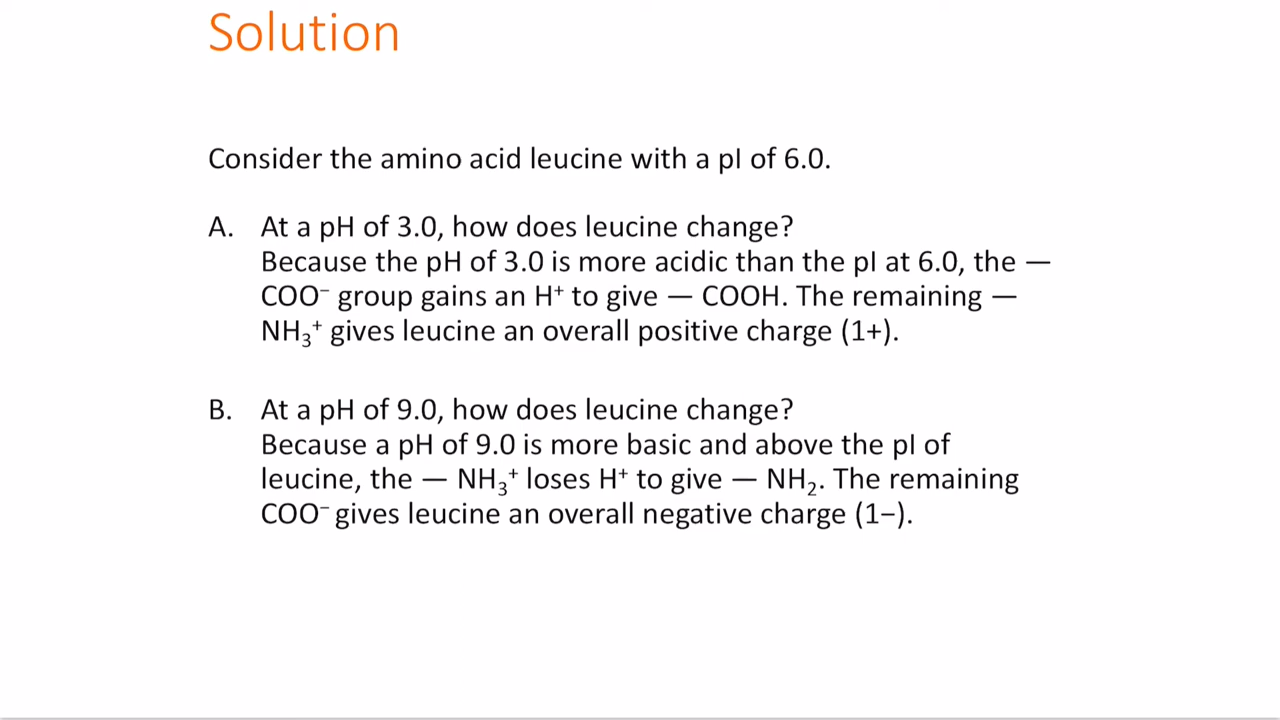 Solution
Consider the amino acid leucine with a pI of 6.0.
A. At a pH of 3.0, how does leucine change?
Because the pH of 3.0 is more acidic than the pI at 6.0, the —
COO⁻ group gains an H⁺ to give — COOH. The remaining —
NH₃⁺ gives leucine an overall positive charge (1+).
B. At a pH of 9.0, how does leucine change?
Because a pH of 9.0 is more basic and above the pI of
leucine, the — NH₃⁺ loses H⁺ to give — NH₂. The remaining
COO⁻ gives leucine an overall negative charge (1−).